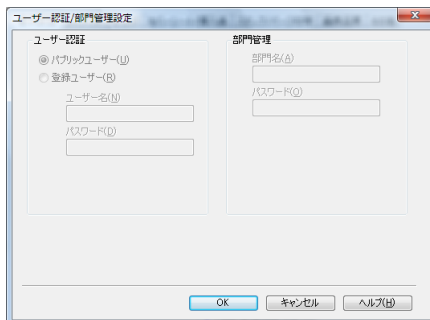 ユーザー認証/部門管理設定
ユーザー認証
パブリックユーザー(U)
登録ユーザー(R)
ユーザー名(N)
パスワード(D)
部門管理
部門名(A)
パスワード(O)
OK
キャンセル
ヘルプ(H)